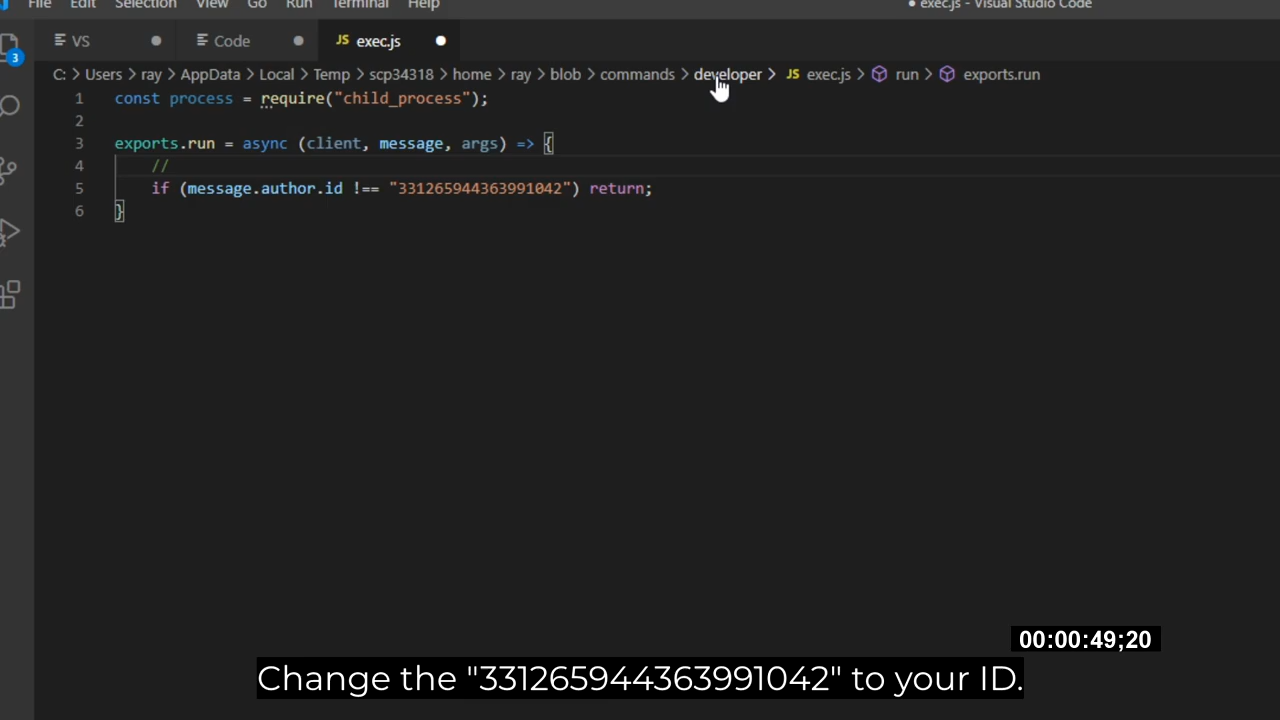 File Edit Selection View Go Run Terminal Help ● exec.js - Visual Studio Code
VS ● Code ● JS exec.js ●
3
C: > Users > ray > AppData > Local > Temp > scp34318 > home > ray > blob > commands > developer > JS exec.js > run > exports.run
1 const process = require("child_process");
2
3 exports.run = async (client, message, args) => {
4 //
5 if (message.author.id !== "331265944363991042") return;
6 }
00:00:49;20
Change the "331265944363991042" to your ID.